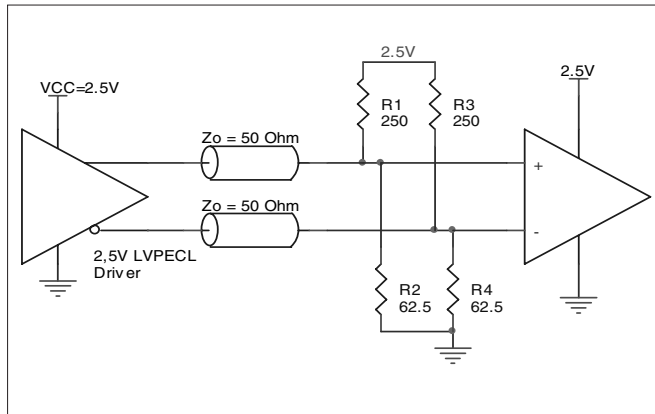 2.5V
VCC=2.5V
2.5V
R1
250
R3
250
Zo = 50 Ohm
+
Zo = 50 Ohm
-
2,5V LVPECL
Driver
R2
62.5
R4
62.5